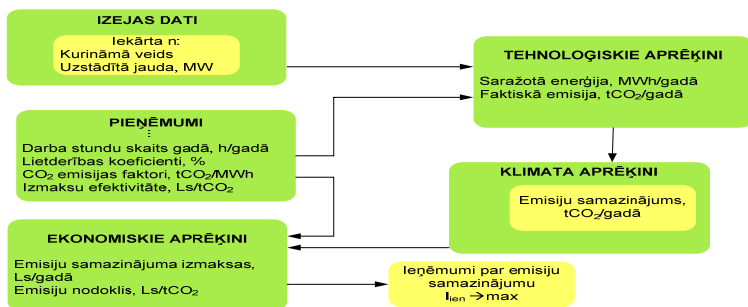 IZEJAS DATI
Iekārta n:
Kurināmā veids
Uzstādītā jauda, MW
TEHNOLOĢISKIE APRĒĶINI
Saražotā enerģija, MWh/gadā
Faktiskā emisija, tCO₂/gadā
PIEŅĒMUMI
⋮
Darba stundu skaits gadā, h/gadā
Lietderības koeficienti, %
CO₂ emisijas faktori, tCO₂/MWh
Izmaksu efektivitāte, Ls/tCO₂
KLIMATA APRĒĶINI
Emisiju samazinājums,
tCO₂/gadā
EKONOMISKIE APRĒĶINI
Emisiju samazinājuma izmaksas,
Ls/gadā
Emisiju nodoklis, Ls/tCO₂
Ieņēmumi par emisiju
samazinājumu
Iᵢₑₙ →max